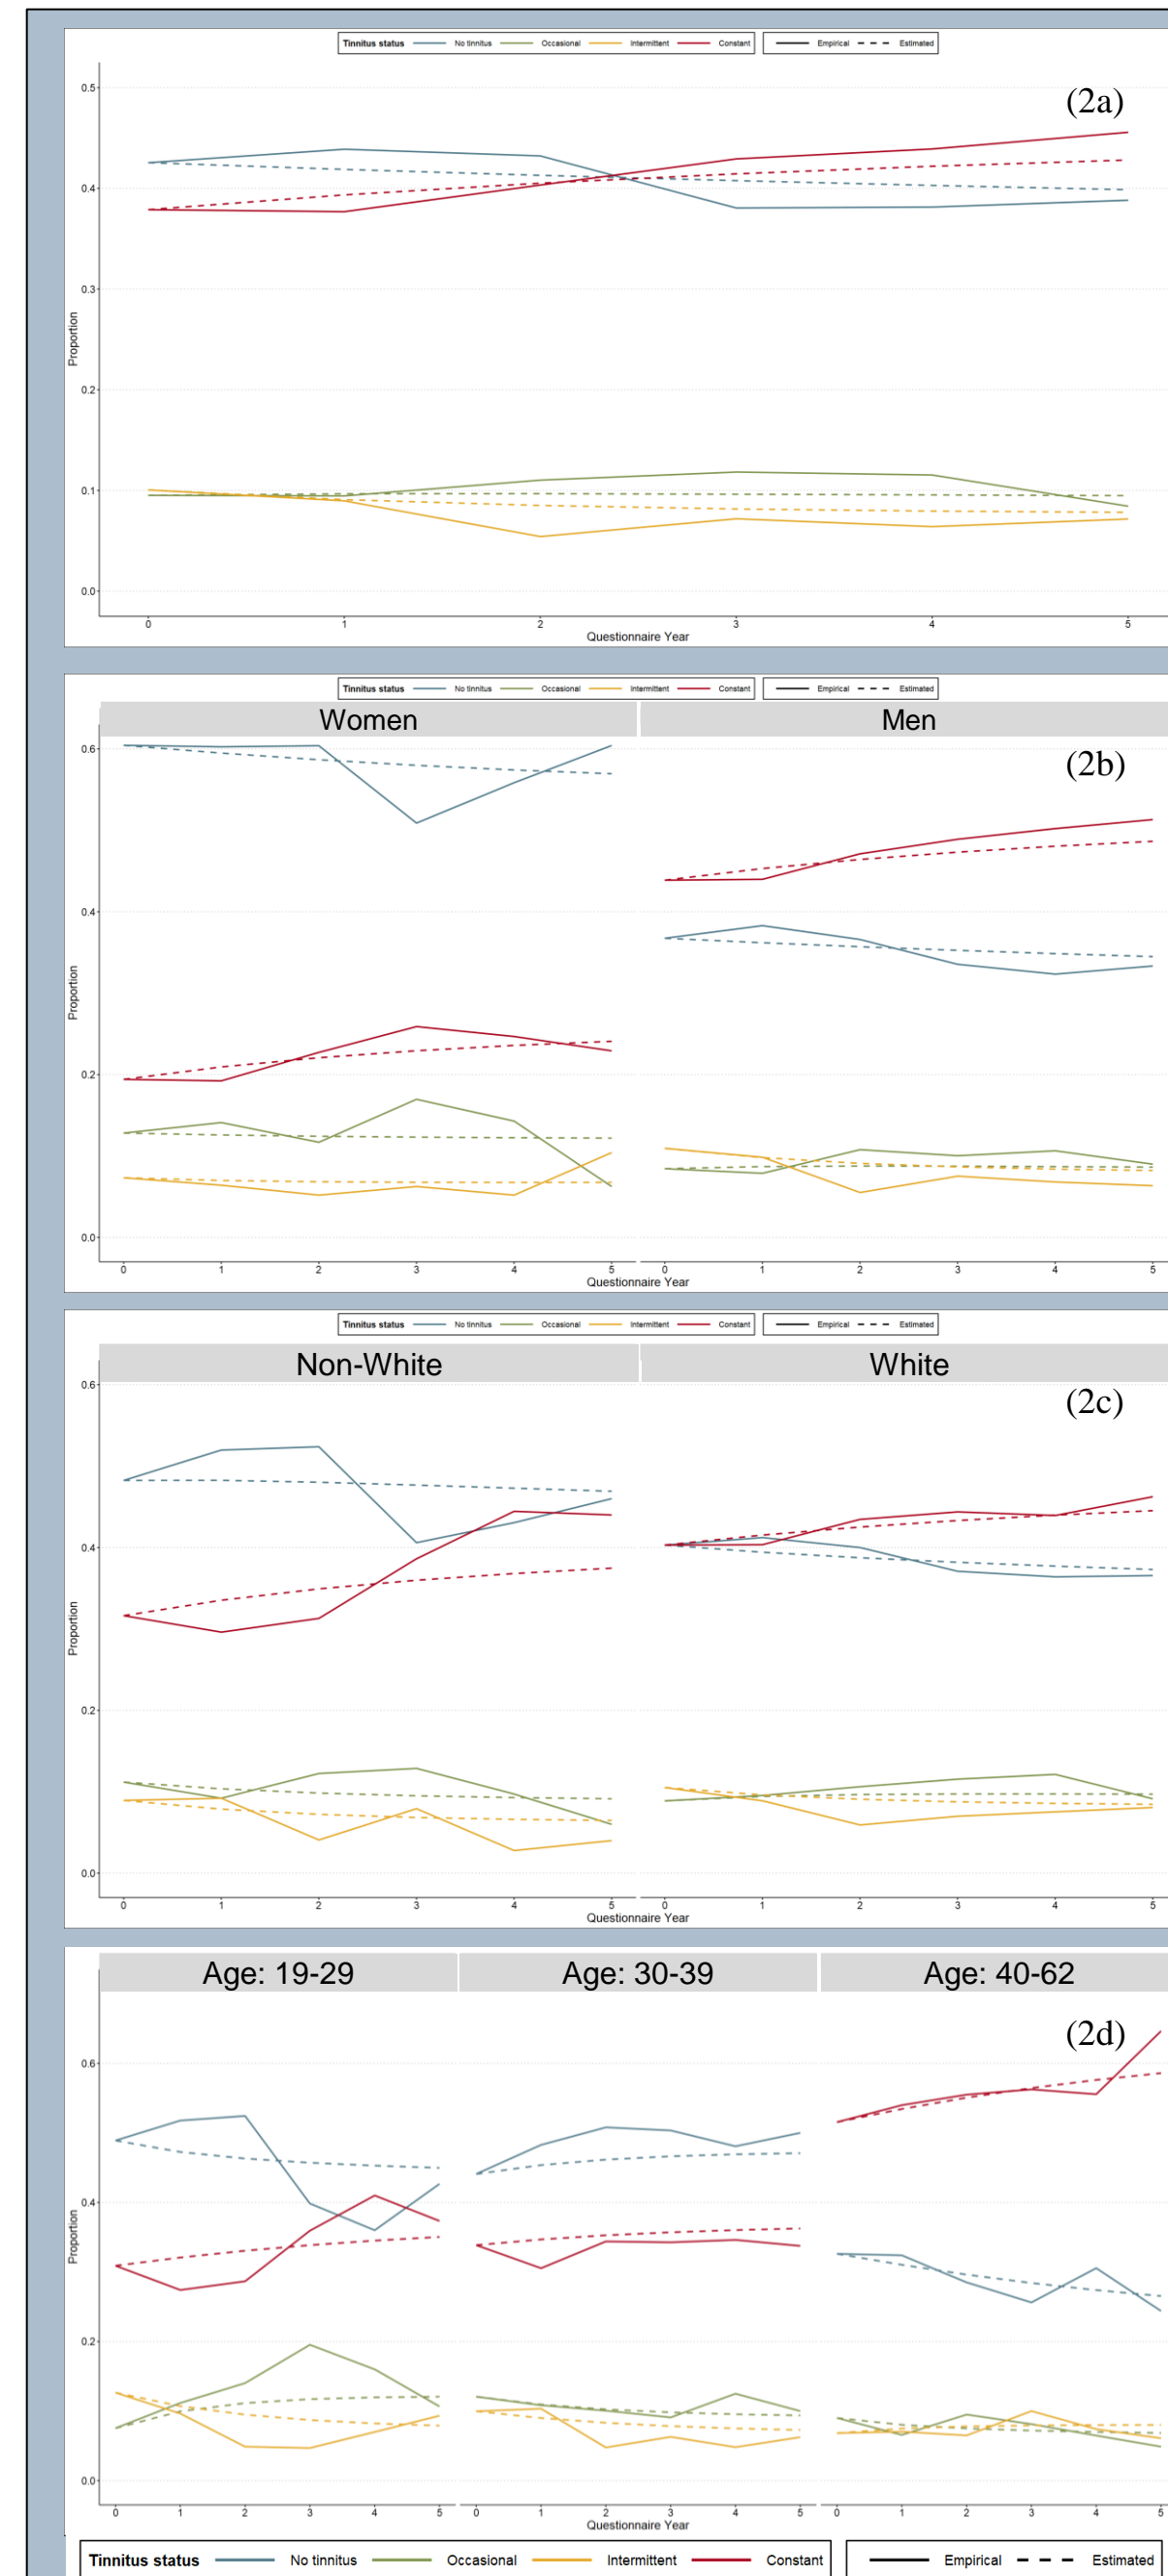 Tinnitus status No tinnitus Occasional Intermittent Constant Empirical Estimated
(2a)
0.5
0.4
0.3
0.2
0.1
0.0
Proportion
0 1 2 3 4 5
Questionnaire Year
Tinnitus status No tinnitus Occasional Intermittent Constant Empirical Estimated
Women Men
(2b)
0.6
0.4
0.2
0.0
Proportion
0 1 2 3 4 5 0 1 2 3 4 5
Questionnaire Year
Tinnitus status No tinnitus Occasional Intermittent Constant Empirical Estimated
Non-White White
(2c)
0.6
0.4
0.2
0.0
Proportion
0 1 2 3 4 5 0 1 2 3 4 5
Questionnaire Year
Age: 19-29 Age: 30-39 Age: 40-62
(2d)
0.6
0.4
0.2
0.0
Proportion
0 1 2 3 4 5 0 1 2 3 4 5 0 1 2 3 4 5
Questionnaire Year
Tinnitus status No tinnitus Occasional Intermittent Constant Empirical Estimated